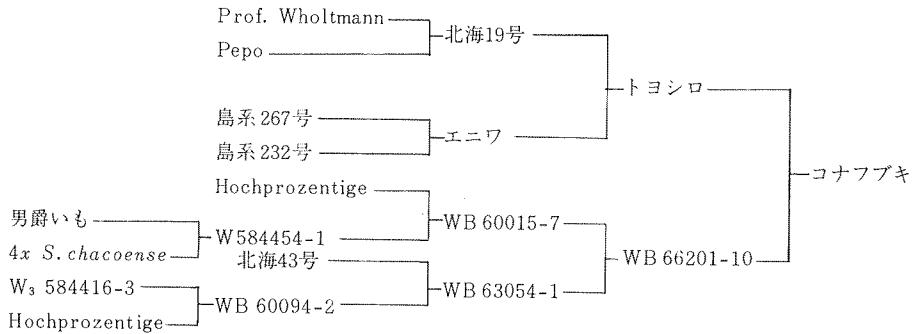 Prof. Wholtmann
北海19号
Pepo
トヨシロ
島系267号
エニワ
島系232号
コナフブキ
Hochprozentige
男爵いも
WB 60015-7
W584454-1
4x S. chacoense
北海43号
WB 66201-10
W₃ 584416-3
WB 63054-1
WB 60094-2
Hochprozentige